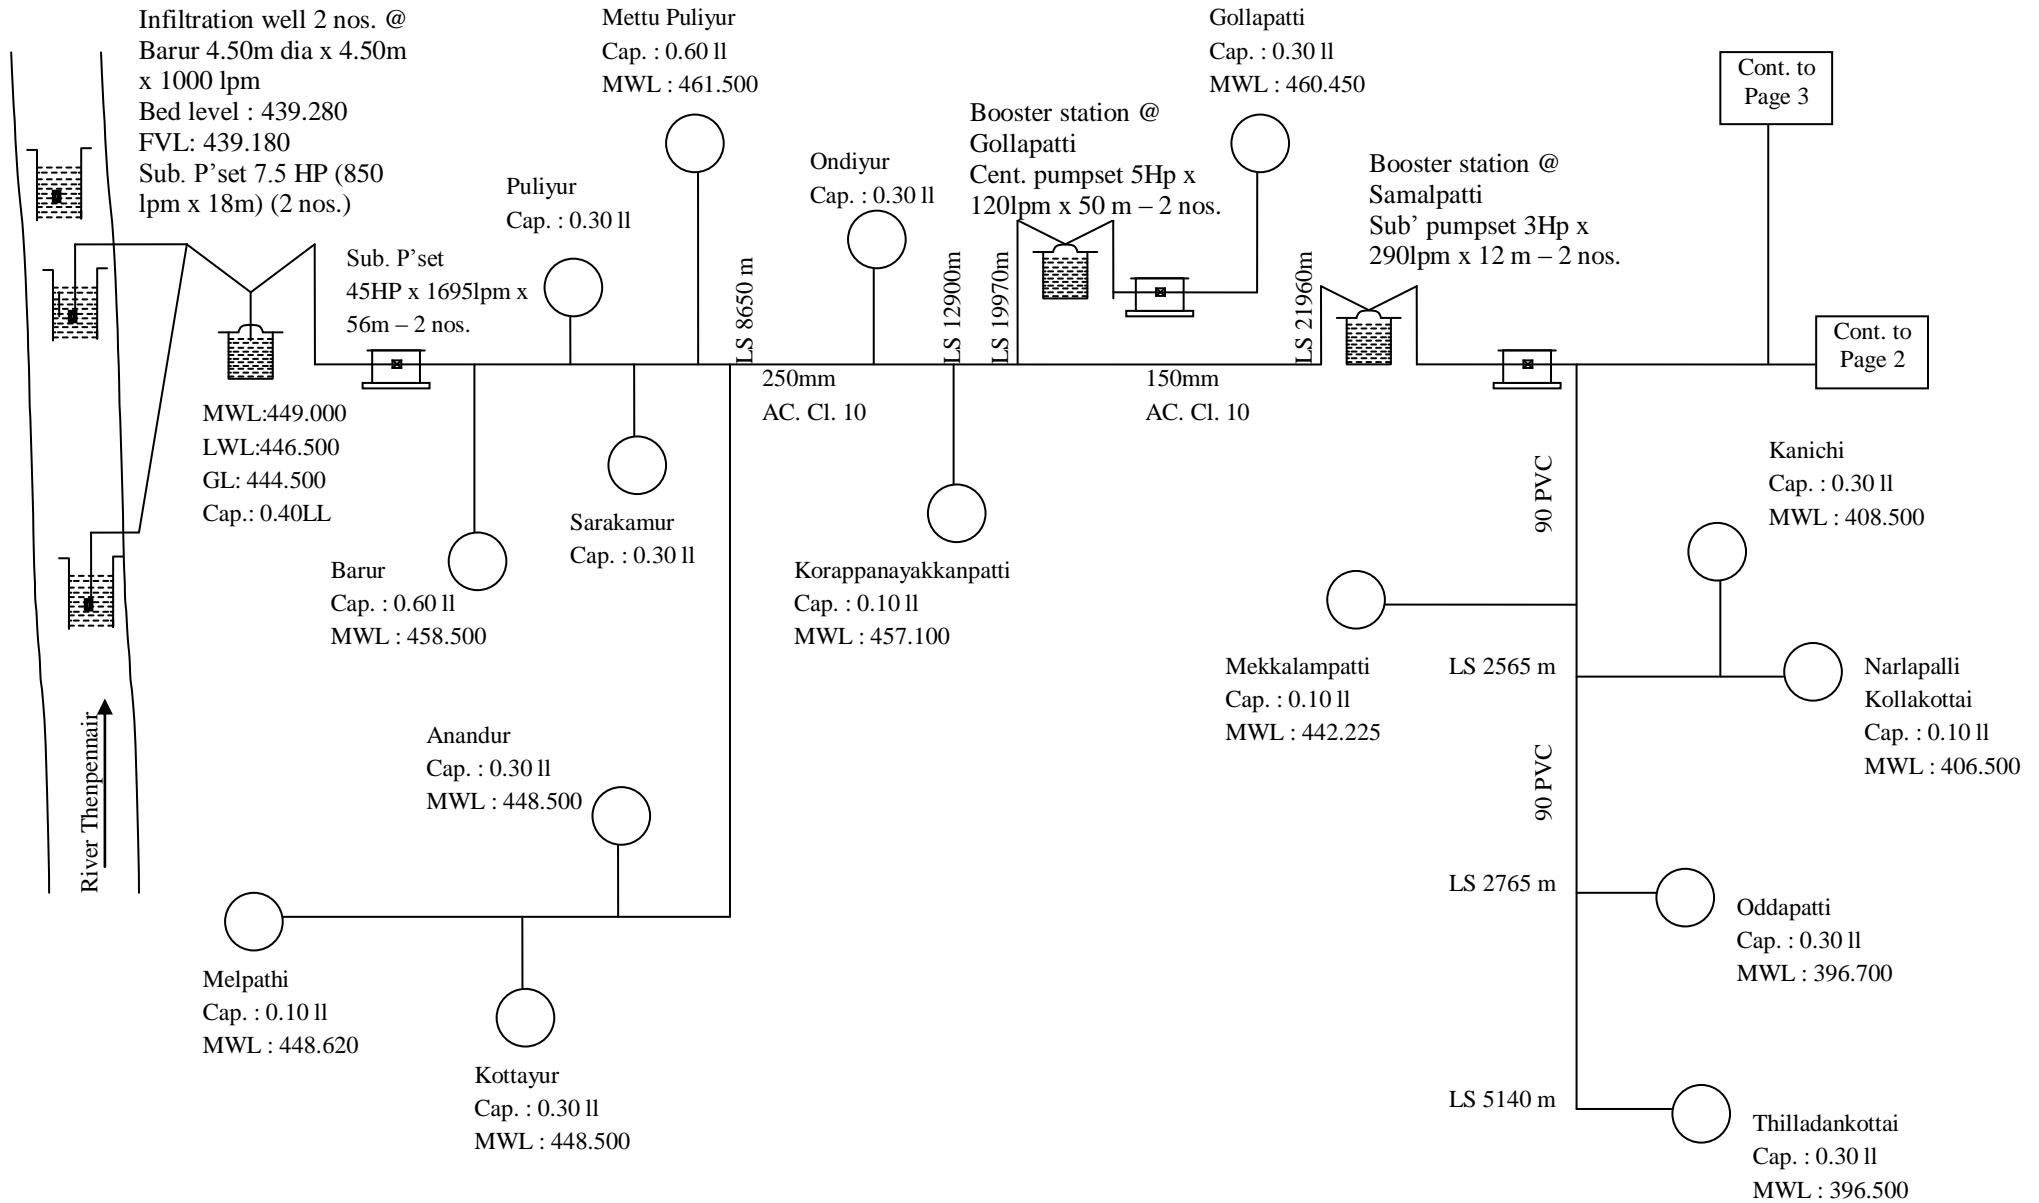 Infiltration well 2 nos. @
Barur 4.50m dia x 4.50m
x 1000 lpm
Bed level : 439.280
FVL: 439.180
Sub. P’set 7.5 HP (850
lpm x 18m) (2 nos.)
Mettu Puliyur
Cap. : 0.60 ll
MWL : 461.500
Gollapatti
Cap. : 0.30 ll
MWL : 460.450
Cont. to
Page 3
Booster station @
Gollapatti
Cent. pumpset 5Hp x
120lpm x 50 m – 2 nos.
Ondiyur
Cap. : 0.30 ll
Booster station @
Samalpatti
Sub’ pumpset 3Hp x
290lpm x 12 m – 2 nos.
Puliyur
Cap. : 0.30 ll
Sub. P’set
45HP x 1695lpm x
56m – 2 nos.
LS 8650 m
LS 12900m
LS 19970m
LS 21960m
Cont. to
Page 2
250mm
AC. Cl. 10
150mm
AC. Cl. 10
MWL:449.000
LWL:446.500
GL: 444.500
Cap.: 0.40LL
Sarakamur
Cap. : 0.30 ll
Barur
Cap. : 0.60 ll
MWL : 458.500
Korappanayakkanpatti
Cap. : 0.10 ll
MWL : 457.100
90 PVC
Kanichi
Cap. : 0.30 ll
MWL : 408.500
Mekkalampatti
Cap. : 0.10 ll
MWL : 442.225
LS 2565 m
Narlapalli
Kollakottai
Cap. : 0.10 ll
MWL : 406.500
River Thenpennair
Anandur
Cap. : 0.30 ll
MWL : 448.500
90 PVC
LS 2765 m
Oddapatti
Cap. : 0.30 ll
MWL : 396.700
Melpathi
Cap. : 0.10 ll
MWL : 448.620
Kottayur
Cap. : 0.30 ll
MWL : 448.500
LS 5140 m
Thilladankottai
Cap. : 0.30 ll
MWL : 396.500